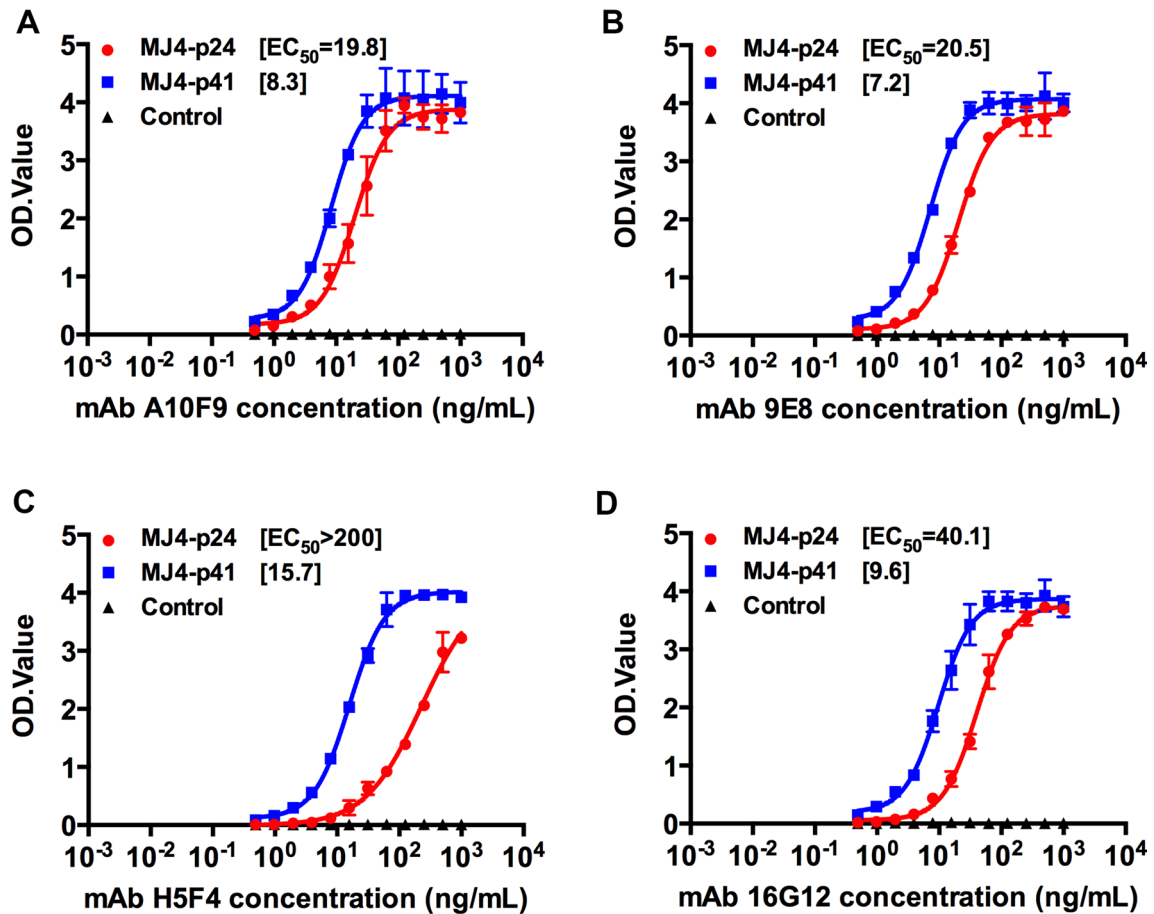 A
MJ4-p24 [EC50=19.8]
MJ4-p41 [8.3]
Control
OD.Value
5
4
3
2
1
0
10-3 10-2 10-1 100 101 102 103 104
mAb A10F9 concentration (ng/mL)
B
MJ4-p24 [EC50=20.5]
MJ4-p41 [7.2]
Control
OD.Value
5
4
3
2
1
0
10-3 10-2 10-1 100 101 102 103 104
mAb 9E8 concentration (ng/mL)
C
MJ4-p24 [EC50>200]
MJ4-p41 [15.7]
Control
OD.Value
5
4
3
2
1
0
10-3 10-2 10-1 100 101 102 103 104
mAb H5F4 concentration (ng/mL)
D
MJ4-p24 [EC50=40.1]
MJ4-p41 [9.6]
Control
OD.Value
5
4
3
2
1
0
10-3 10-2 10-1 100 101 102 103 104
mAb 16G12 concentration (ng/mL)